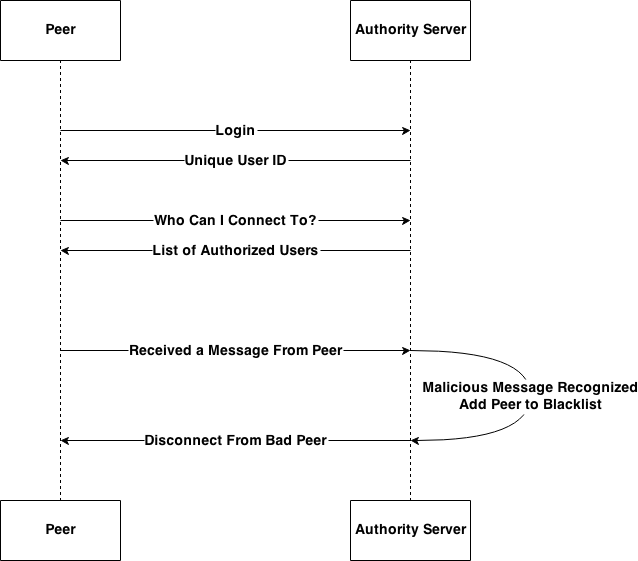 Peer
Authority Server
Login
Unique User ID
Who Can I Connect To?
List of Authorized Users
Received a Message From Peer
Malicious Message Recognized
Add Peer to Blacklist
Disconnect From Bad Peer
Peer
Authority Server